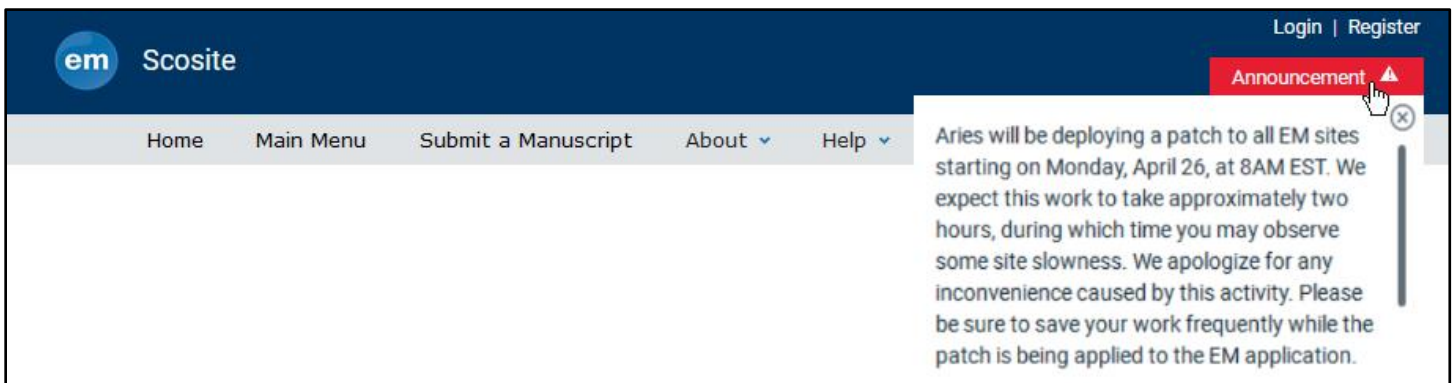 Login | Register
em Scosite
Announcement
Home Main Menu Submit a Manuscript About Help
Aries will be deploying a patch to all EM sites
starting on Monday, April 26, at 8AM EST. We
expect this work to take approximately two
hours, during which time you may observe
some site slowness. We apologize for any
inconvenience caused by this activity. Please
be sure to save your work frequently while the
patch is being applied to the EM application.